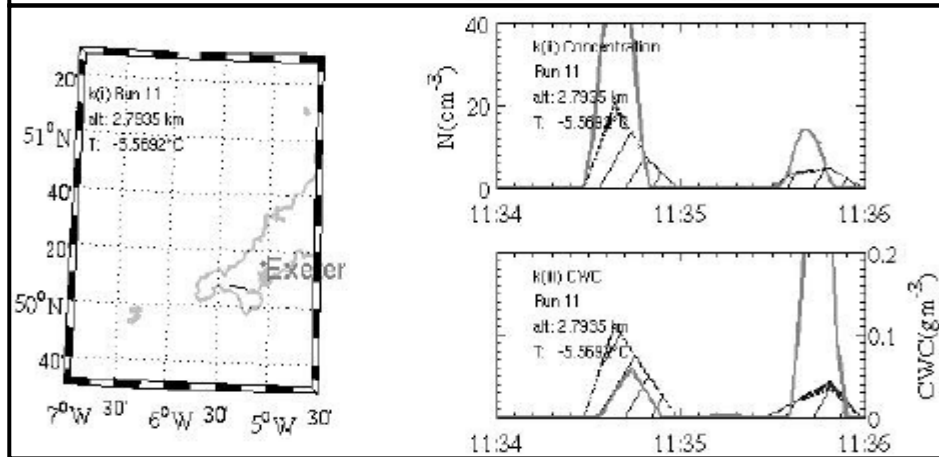 k(i) Run 11
alt: 2.7935 km
T: -5.5692°C
20'
51°N
40'
20'
50°N
40'
7°W 30' 6°W 30' 5°W 30'
Exeter
k(ii) Concentration
Run 11
alt: 2.7935 km
T: -5.5692°C
N(cm-3)
40
20
0
11:34 11:35 11:36
k(iii) CWC
Run 11
alt: 2.7935 km
T: -5.5692°C
0.2
0.1
0
CWC(gm-3)
11:34 11:35 11:36